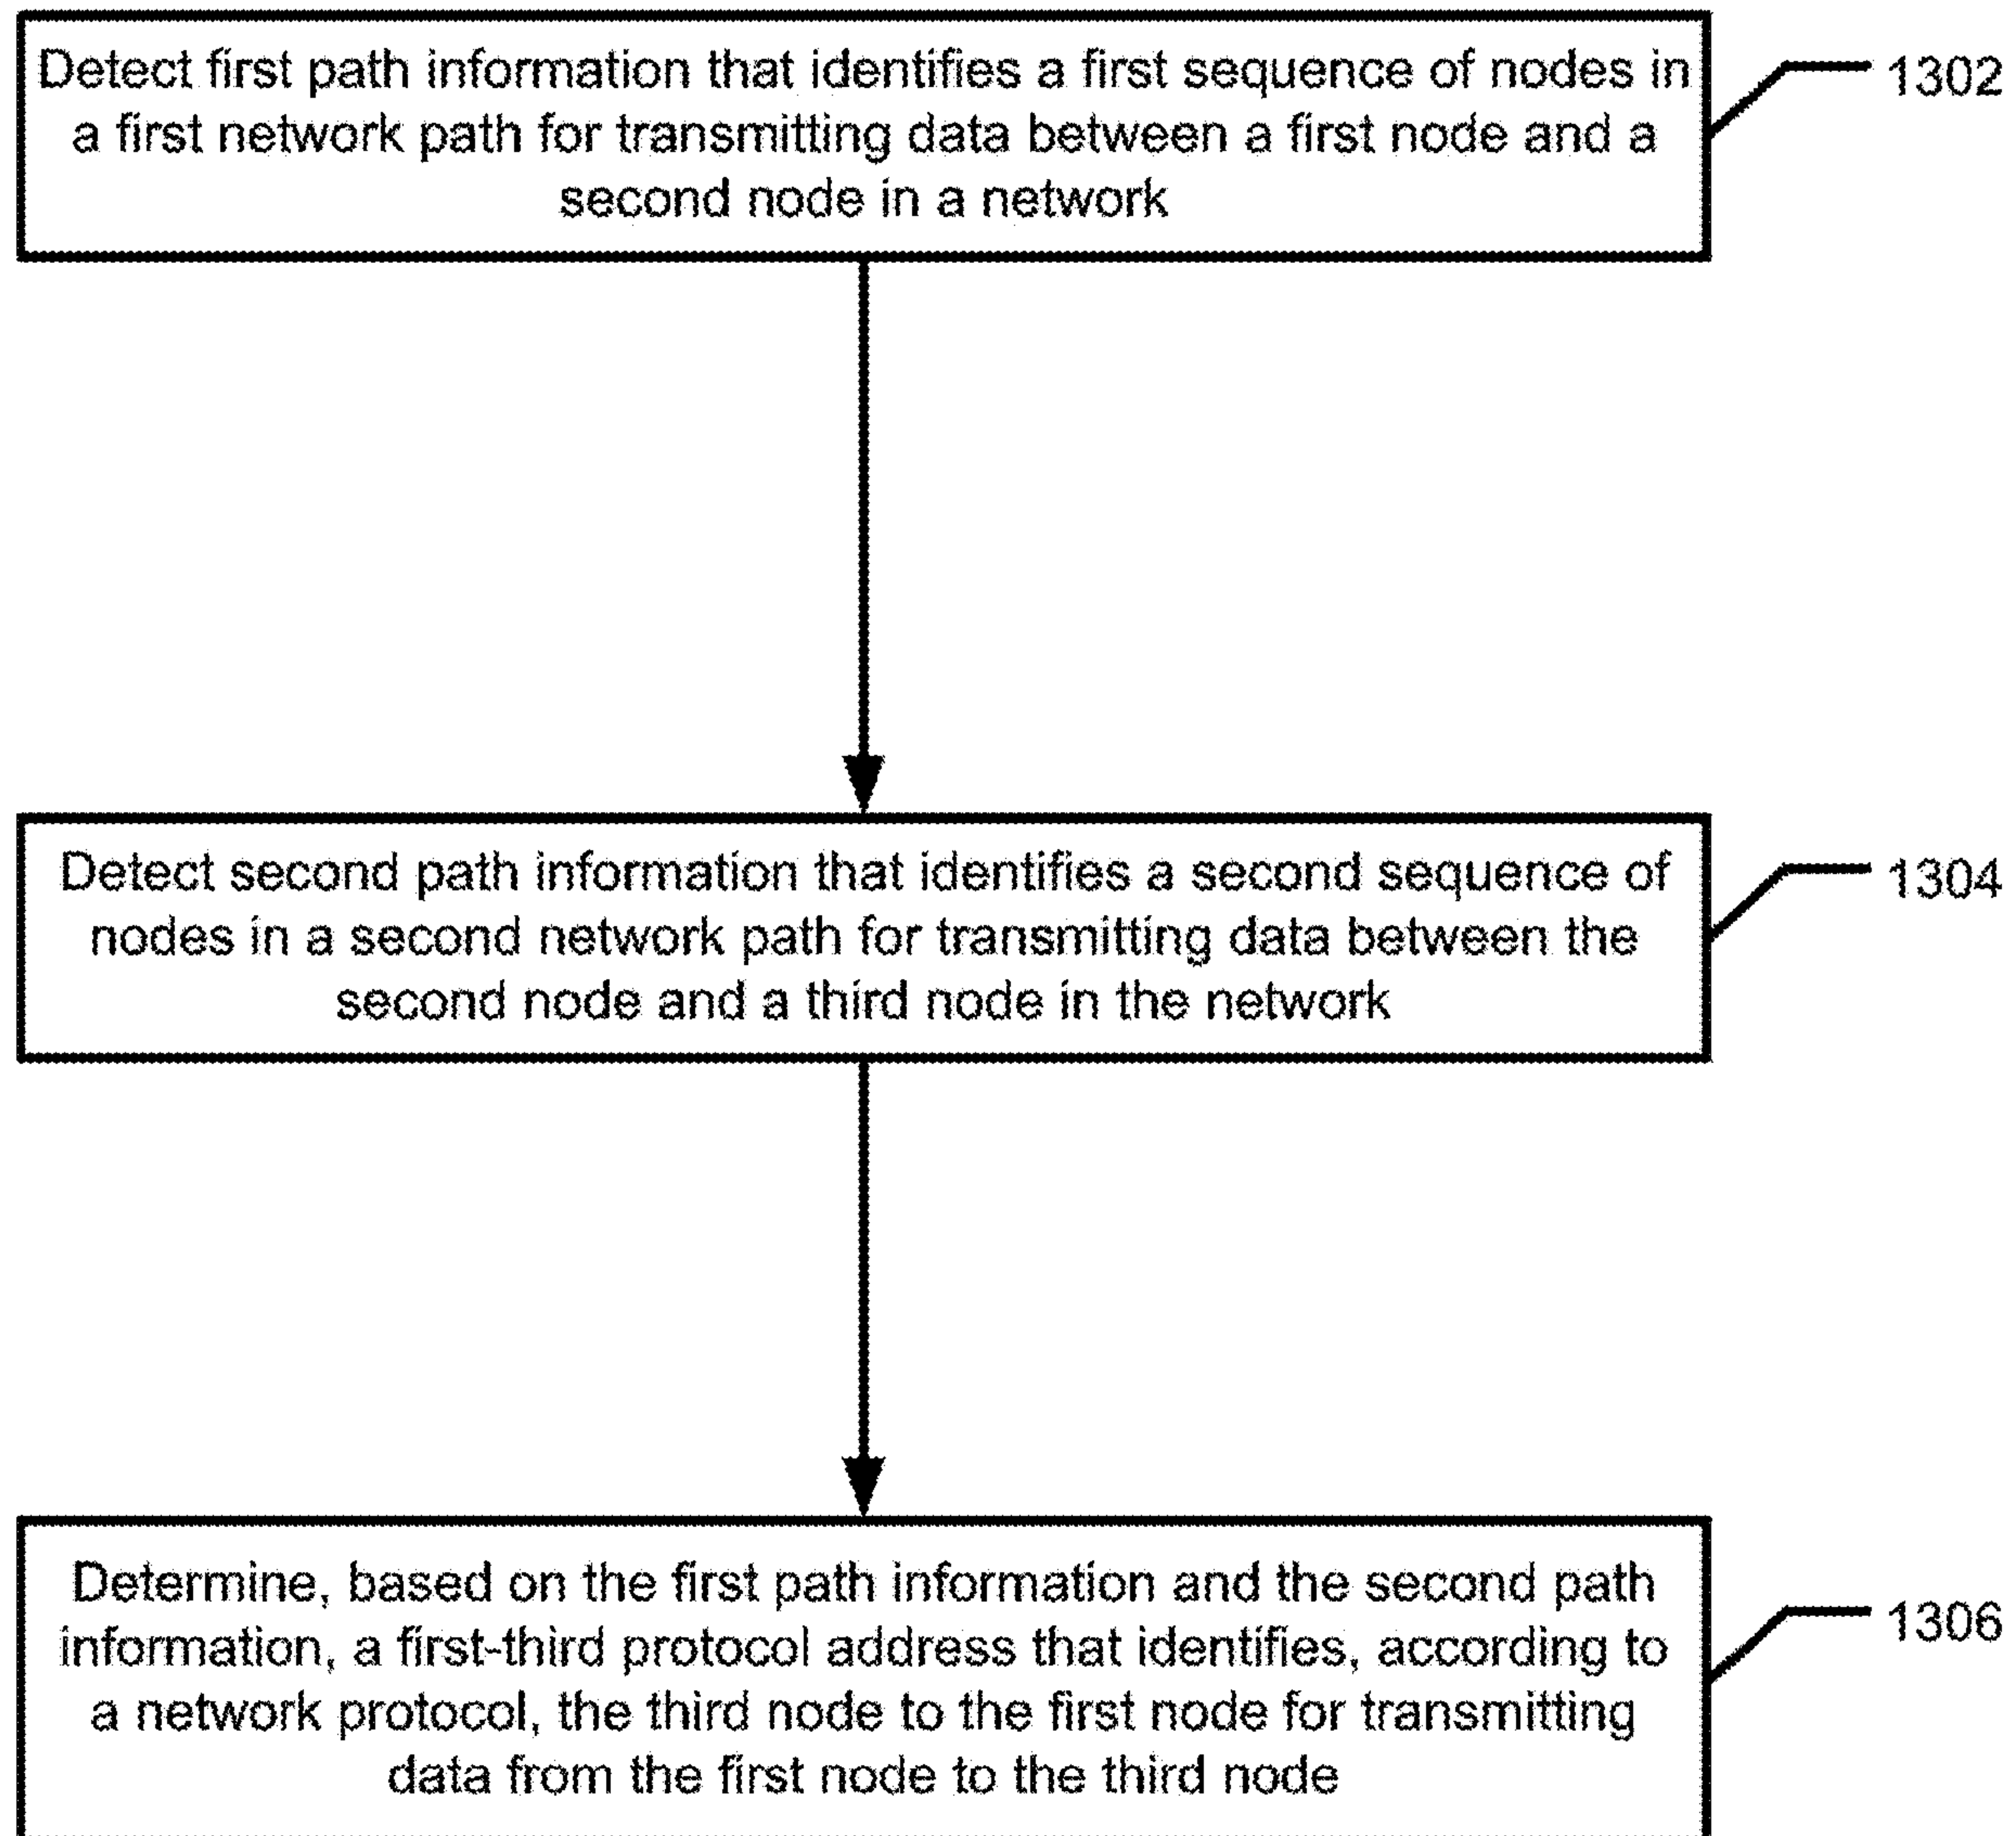 Detect first path information that identifies a first sequence of nodes in
a first network path for transmitting data between a first node and a
second node in a network
1302
Detect second path information that identifies a second sequence of
nodes in a second network path for transmitting data between the
second node and a third node in the network
1304
Determine, based on the first path information and the second path
information, a first-third protocol address that identifies, according to
a network protocol, the third node to the first node for transmitting
data from the first node to the third node
1306